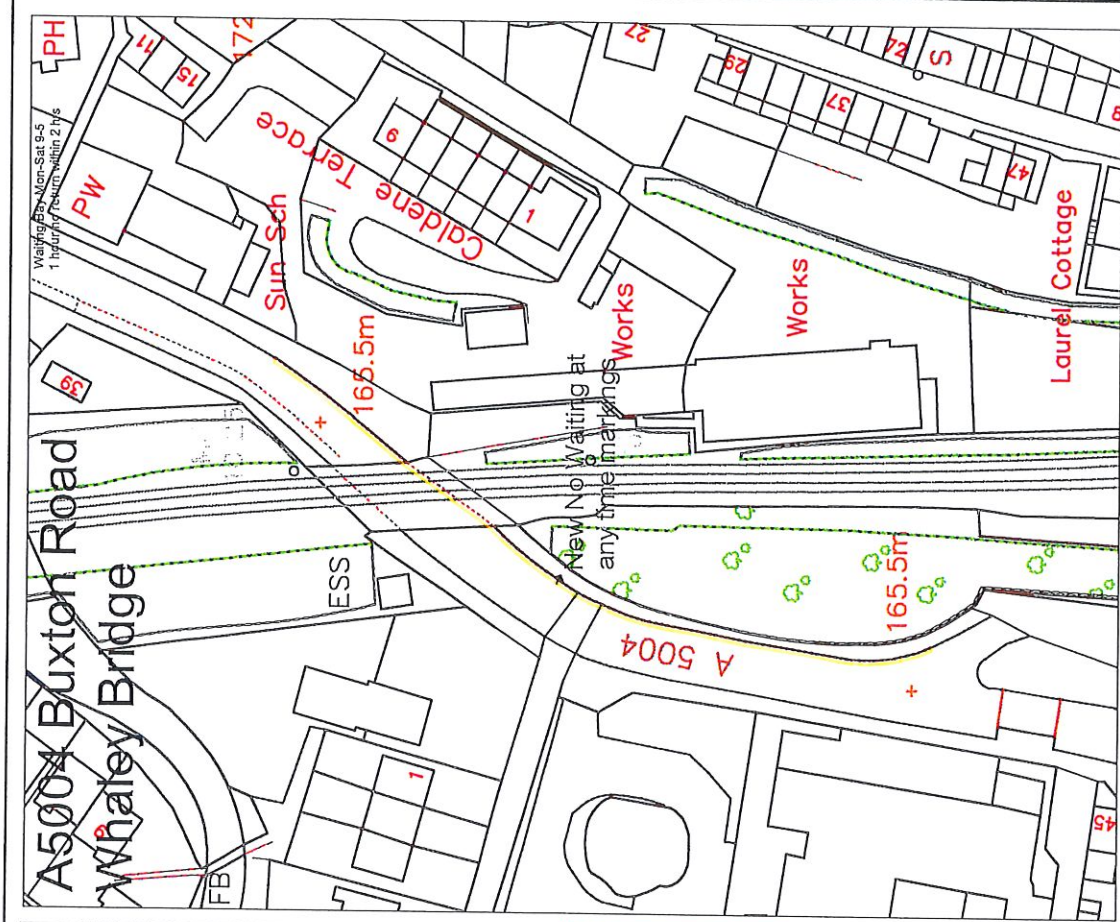 A5004 Buxton Road
Whaley Bridge
Waiting Bay Mon-Sat 9-5
1 hour no return within 2 hrs
New No Waiting at
any time markings
PH
11
15
172
PW
Sun Sch
Caldene Terrace
9
1
27
29
37
72
S
8
47
Laurel Cottage
Works
Works
39
165.5m
ESS
A 5004
165.5m
FB
9
1
45